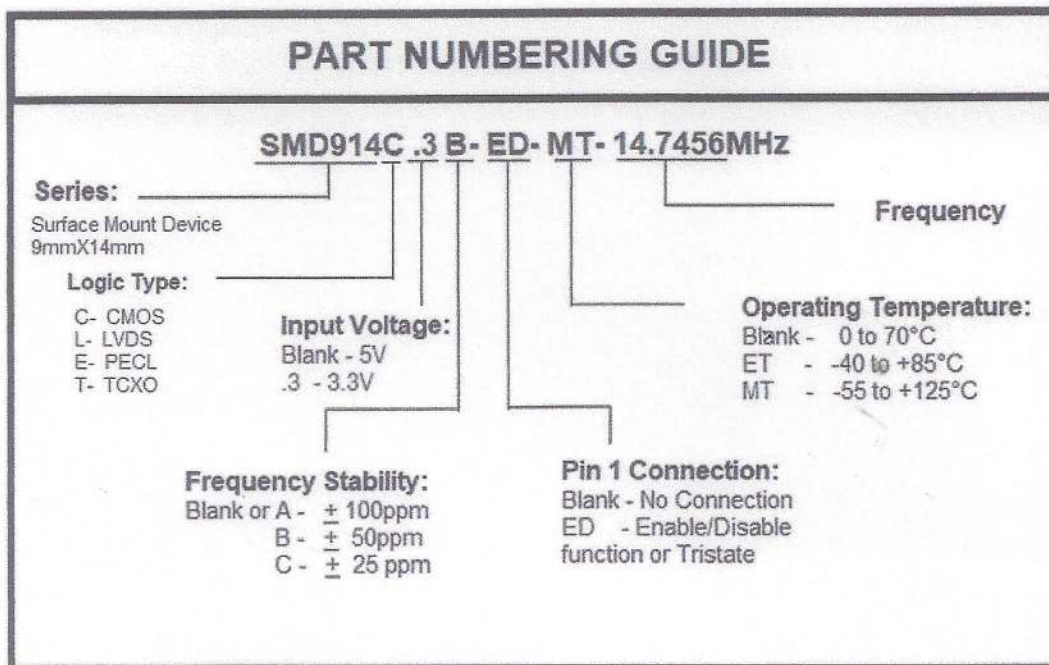 PART NUMBERING GUIDE
SMD914C .3 B- ED- MT- 14.7456MHz
Series:
Surface Mount Device
9mmX14mm
Frequency
Logic Type:
C- CMOS
L- LVDS
E- PECL
T- TCXO
Input Voltage:
Blank - 5V
.3 - 3.3V
Operating Temperature:
Blank - 0 to 70°C
ET - -40 to +85°C
MT - -55 to +125°C
Frequency Stability:
Blank or A - ± 100ppm
B - ± 50ppm
C - ± 25 ppm
Pin 1 Connection:
Blank - No Connection
ED - Enable/Disable
function or Tristate